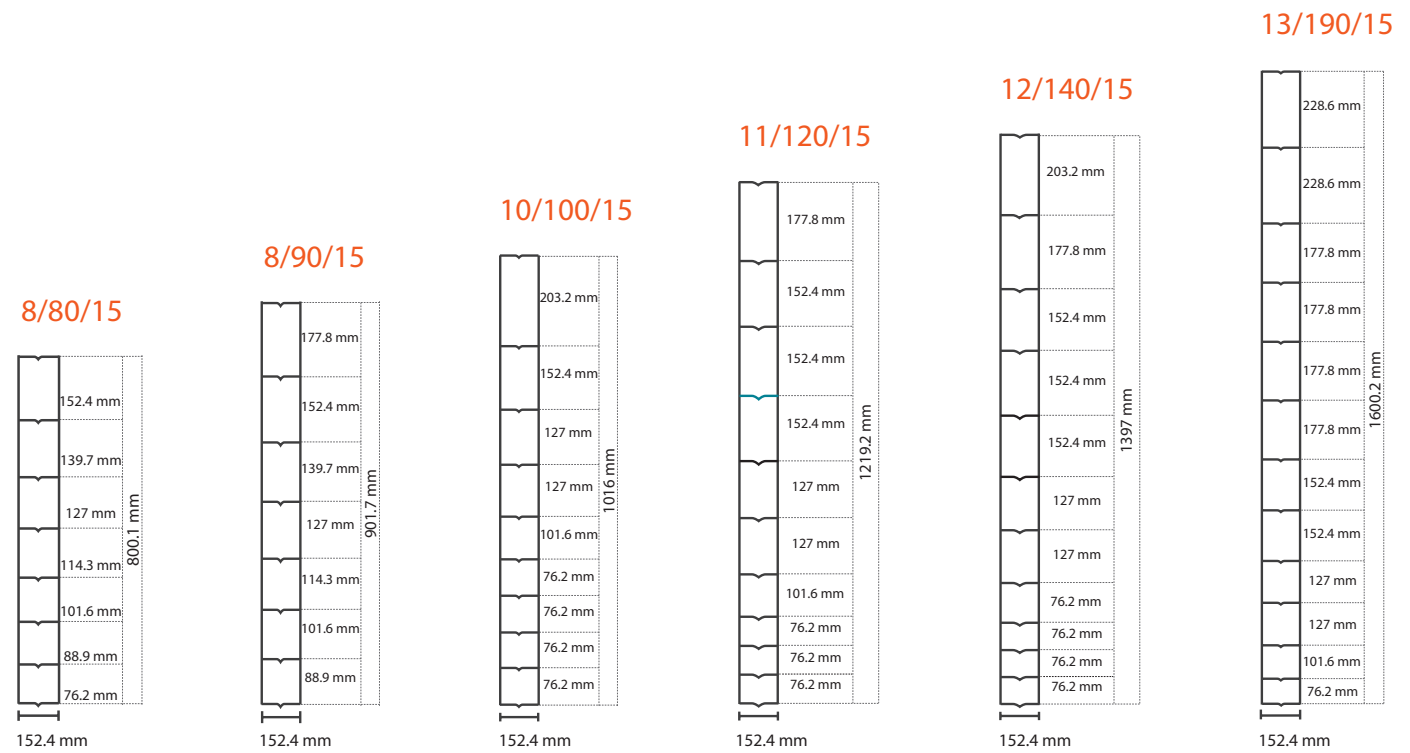 8/80/15
152.4 mm
139.7 mm
127 mm
114.3 mm
101.6 mm
88.9 mm
76.2 mm
800.1 mm
152.4 mm
8/90/15
177.8 mm
152.4 mm
139.7 mm
127 mm
114.3 mm
101.6 mm
88.9 mm
901.7 mm
152.4 mm
10/100/15
203.2 mm
152.4 mm
127 mm
127 mm
101.6 mm
76.2 mm
76.2 mm
76.2 mm
76.2 mm
1016 mm
152.4 mm
11/120/15
177.8 mm
152.4 mm
152.4 mm
152.4 mm
127 mm
127 mm
101.6 mm
76.2 mm
76.2 mm
76.2 mm
1219.2 mm
152.4 mm
12/140/15
203.2 mm
177.8 mm
152.4 mm
152.4 mm
152.4 mm
127 mm
127 mm
76.2 mm
76.2 mm
76.2 mm
76.2 mm
1397 mm
152.4 mm
13/190/15
228.6 mm
228.6 mm
177.8 mm
177.8 mm
177.8 mm
177.8 mm
152.4 mm
152.4 mm
127 mm
127 mm
101.6 mm
76.2 mm
1600.2 mm
152.4 mm